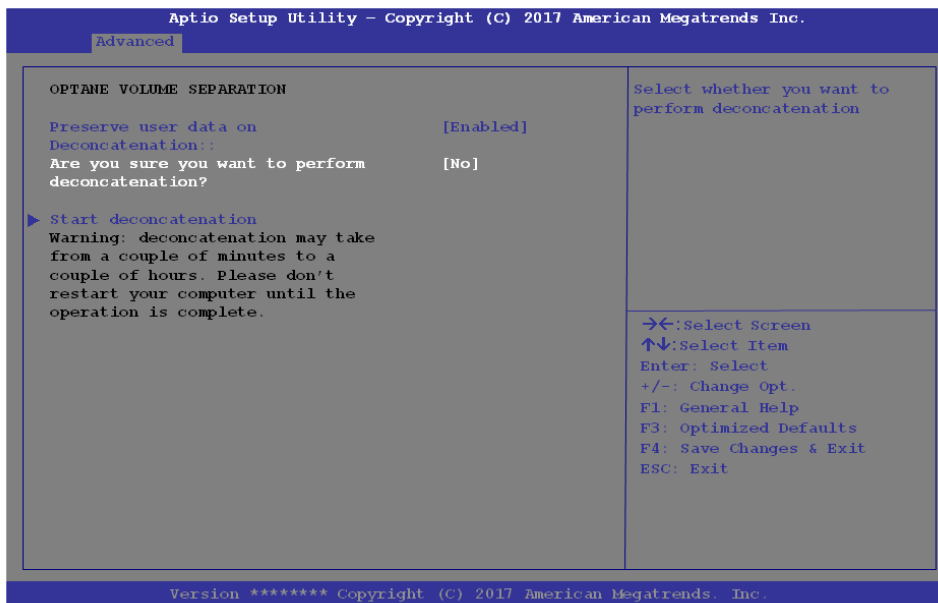 Aptio Setup Utility – Copyright (C) 2017 American Megatrends Inc.
Advanced
OPTANE VOLUME SEPARATION
Preserve user data on [Enabled]
Deconcatenation::
Are you sure you want to perform [No]
deconcatenation?
Start deconcatenation
Warning: deconcatenation may take
from a couple of minutes to a
couple of hours. Please don't
restart your computer until the
operation is complete.
Select whether you want to
perform deconcatenation
→←:Select Screen
↑↓:Select Item
Enter: Select
+/-: Change Opt.
F1: General Help
F3: Optimized Defaults
F4: Save Changes & Exit
ESC: Exit
Version ******** Copyright (C) 2017 American Megatrends. Inc.